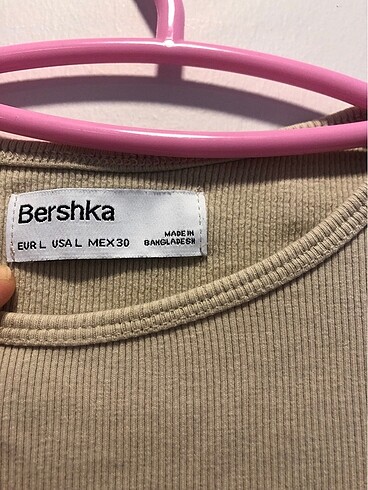 Bershka
EUR L USA L MEX 30
MADE IN
BANGLADESH